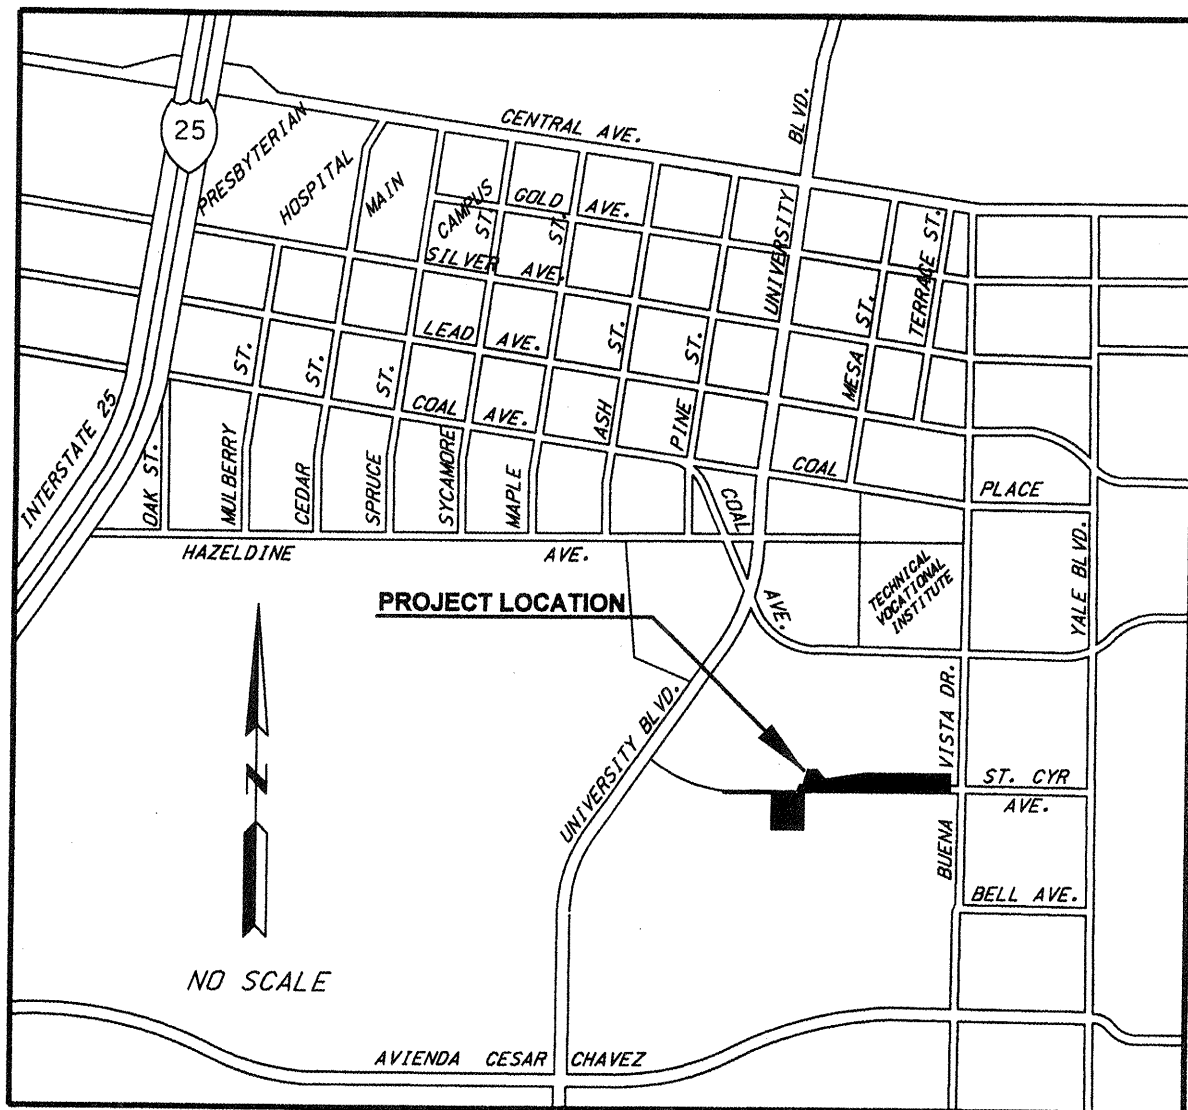 CENTRAL AVE.
BLVD.
25
PRESBYTERIAN
HOSPITAL
MAIN
CAMPUS
GOLD AVE.
ST.
ST.
UNIVERSITY
TERRACE ST.
SILVER AVE.
MESA ST.
LEAD AVE.
INTERSTATE 25
OAK ST.
MULBERRY ST.
CEDAR ST.
SPRUCE ST.
SYCAMORE
MAPLE
ASH ST.
PINE ST.
COAL AVE.
COAL PLACE
COAL AVE.
HAZELDINE AVE.
TECHNICAL
VOCATIONAL
INSTITUTE
YALE BLVD.
PROJECT LOCATION
UNIVERSITY BLVD.
BUENA VISTA DR.
ST. CYR
AVE.
BELL AVE.
N
NO SCALE
AVIENDA CESAR CHAVEZ